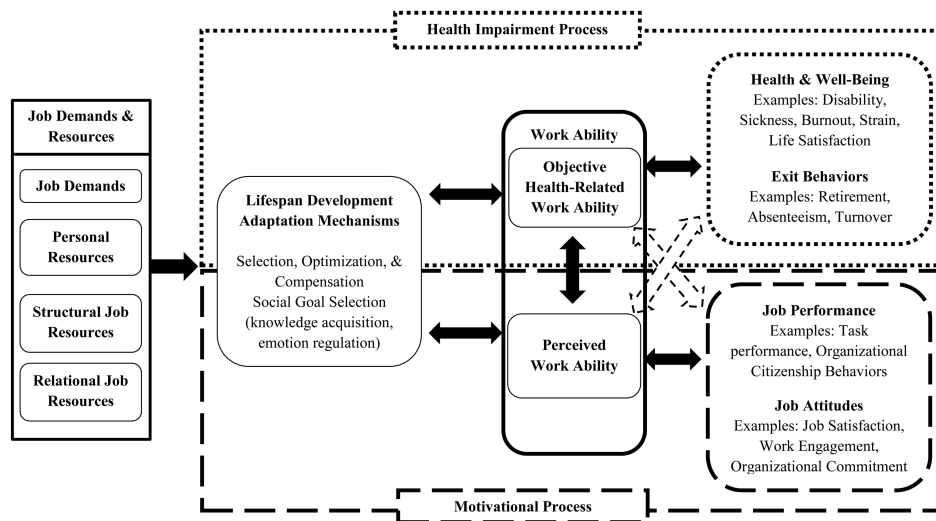 Health Impairment Process
Job Demands &
Resources
Job Demands
Personal
Resources
Structural Job
Resources
Relational Job
Resources
Lifespan Development
Adaptation Mechanisms
Selection, Optimization, &
Compensation
Social Goal Selection
(knowledge acquisition,
emotion regulation)
Work Ability
Objective
Health-Related
Work Ability
Perceived
Work Ability
Health & Well-Being
Examples: Disability,
Sickness, Burnout, Strain,
Life Satisfaction
Exit Behaviors
Examples: Retirement,
Absenteeism, Turnover
Job Performance
Examples: Task
performance, Organizational
Citizenship Behaviors
Job Attitudes
Examples: Job Satisfaction,
Work Engagement,
Organizational Commitment
Motivational Process